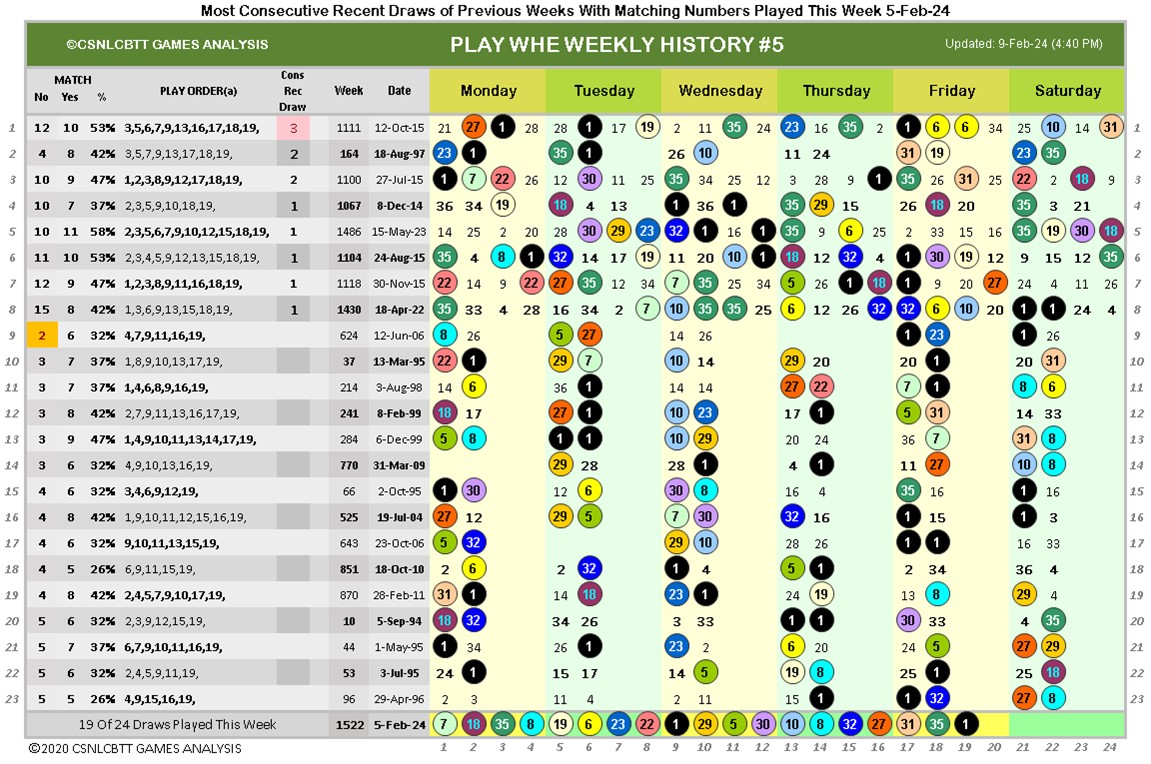 Most Consecutive Recent Draws of Previous Weeks With Matching Numbers Played This Week 5-Feb-24
©CSNLCBTT GAMES ANALYSIS PLAY WHE WEEKLY HISTORY #5 Updated: 9-Feb-24 (4:40 PM)
No MATCH Yes % PLAY ORDER(a) Cons Rec Draw Week Date Monday Tuesday Wednesday Thursday Friday Saturday
1 12 10 53% 3,5,6,7,9,13,16,17,18,19, 3 1111 12-Oct-15 21 27 1 28 28 1 17 19 2 11 35 24 23 16 35 2 1 6 6 34 25 10 14 31 1
2 4 8 42% 3,5,7,9,13,17,18,19, 2 164 18-Aug-97 23 1 35 1 26 10 11 24 31 19 23 35 2
3 10 9 47% 1,2,3,8,9,12,17,18,19, 2 1100 27-Jul-15 1 7 22 26 12 30 11 25 35 34 25 12 3 28 9 1 35 26 31 25 22 2 23 9 18 3
4 10 7 37% 2,3,5,9,10,18,19, 1 1067 8-Dec-14 36 34 19 18 4 13 1 36 1 35 29 15 26 18 20 35 3 21 4
5 10 11 58% 2,3,5,6,7,9,10,12,15,18,19, 1 1486 15-May-23 14 25 2 20 28 30 29 23 32 1 16 1 35 9 6 25 2 33 15 16 35 19 30 18 5
6 11 10 53% 2,3,4,5,9,12,13,15,18,19, 1 1104 24-Aug-15 35 4 8 1 32 14 17 19 11 20 10 1 18 12 32 4 1 30 19 12 9 15 12 35 6
7 12 9 47% 1,2,3,8,9,11,16,18,19, 1 1118 30-Nov-15 22 14 9 22 27 35 12 34 7 35 25 30 5 26 1 18 1 9 20 27 24 4 11 26 7
8 15 8 42% 1,3,6,9,13,15,18,19, 1 1430 18-Apr-22 35 33 4 28 16 34 2 7 10 35 35 25 6 12 26 32 32 6 10 20 1 1 24 4 8
9 2 6 32% 4,7,9,11,16,19, 624 12-Jun-06 8 26 5 27 14 26 1 23 1 26 9
10 3 7 37% 1,8,9,10,13,17,19, 37 13-Mar-95 22 1 29 7 10 14 29 20 20 1 20 31 10
11 3 7 37% 1,4,6,8,9,16,19, 214 3-Aug-98 14 6 36 1 14 14 27 22 7 1 8 6 11
12 3 8 42% 2,7,9,11,13,16,17,19, 241 8-Feb-99 18 17 27 1 10 23 17 1 5 31 14 33 12
13 3 9 47% 1,4,9,10,11,13,14,17,19, 284 6-Dec-99 5 8 1 1 10 29 20 24 36 7 31 8 13
14 3 6 32% 4,9,10,13,16,19, 770 31-Mar-09 29 28 28 1 4 1 11 27 10 8 14
15 4 6 32% 3,4,6,9,12,19, 66 2-Oct-95 1 30 12 6 30 8 16 4 35 16 1 16 15
16 4 8 42% 1,9,10,11,12,15,16,19, 525 19-Jul-04 27 12 29 5 7 30 32 16 1 15 1 3 16
17 4 6 32% 9,10,11,13,15,19, 643 23-Oct-06 5 32 29 10 28 26 1 1 16 33 17
18 4 5 26% 6,9,11,15,19, 851 18-Oct-10 2 6 2 32 1 4 5 1 2 34 36 4 18
19 4 8 42% 2,4,5,7,9,10,17,19, 870 28-Feb-11 31 1 14 18 23 1 24 19 13 8 29 4 19
20 5 6 32% 2,3,9,12,15,19, 10 5-Sep-94 18 32 34 26 3 33 1 1 30 33 4 35 20
21 5 7 37% 6,7,9,10,11,16,19, 44 1-May-95 1 34 26 1 23 2 6 20 24 5 27 29 21
22 5 6 32% 2,4,5,9,11,19, 53 3-Jul-95 24 1 15 17 14 5 19 8 25 1 25 18 22
23 5 5 26% 4,9,15,16,19, 96 29-Apr-96 2 3 11 4 2 11 15 1 1 32 27 8 23
19 Of 24 Draws Played This Week 1522 5-Feb-24 7 18 35 8 19 6 23 22 1 29 5 30 10 8 32 27 31 35 1
©2020 CSNLCBTT GAMES ANALYSIS 1 2 3 4 5 6 7 8 9 10 11 12 13 14 15 16 17 18 19 20 21 22 23 24